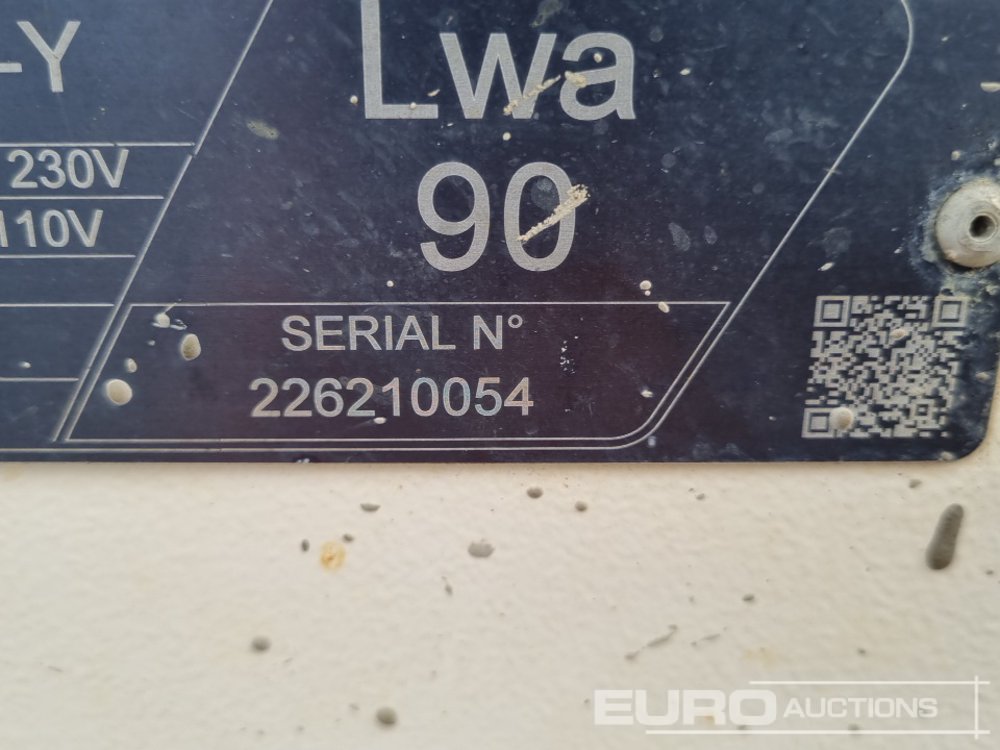 -Y
Lwa
230V
110V
90
SERIAL N°
226210054
EURO AUCTIONS